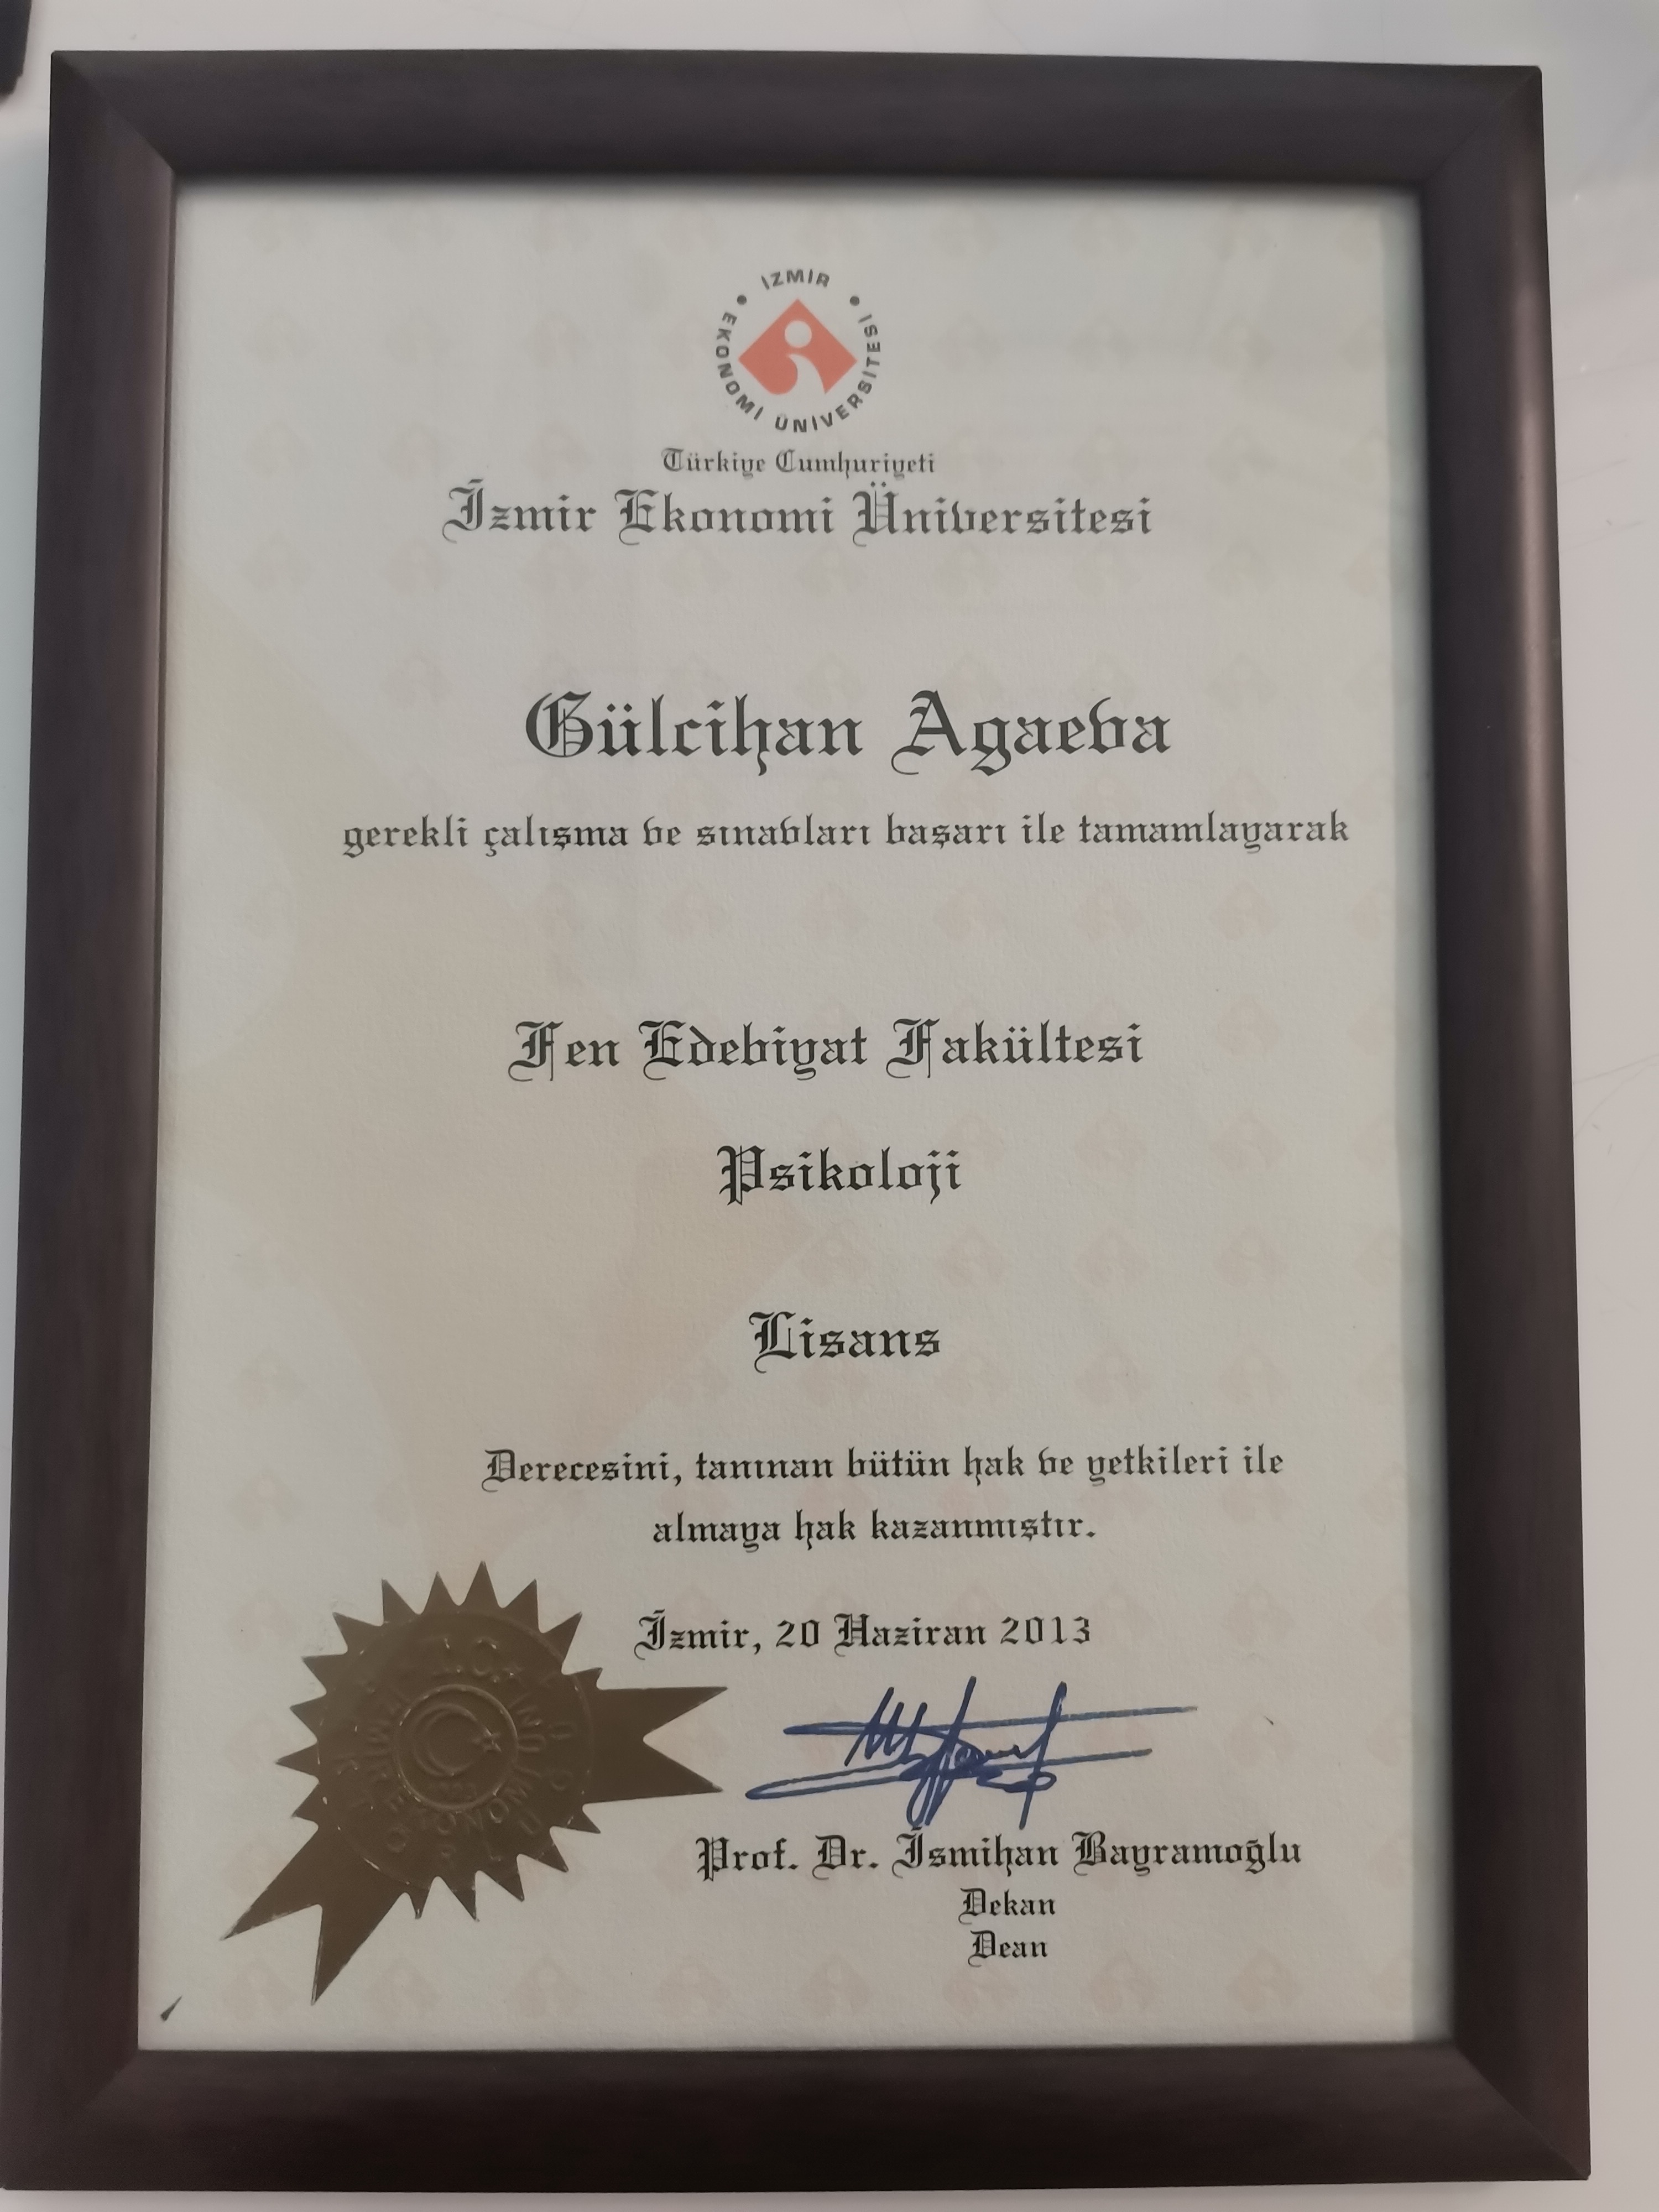 İZMİR EKONOMİ ÜNİVERSİTESİ
Türkiye Cumhuriyeti
İzmir Ekonomi Üniversitesi
Gülcihan Agaeva
gerekli çalışma ve sınavları başarı ile tamamlayarak
Fen Edebiyat Fakültesi
Psikoloji
Lisans
Derecesini, tanınan bütün hak ve yetkileri ile
almaya hak kazanmıştır.
İzmir, 20 Haziran 2013
Prof. Dr. İsmihan Bayramoğlu
Dekan
Dean